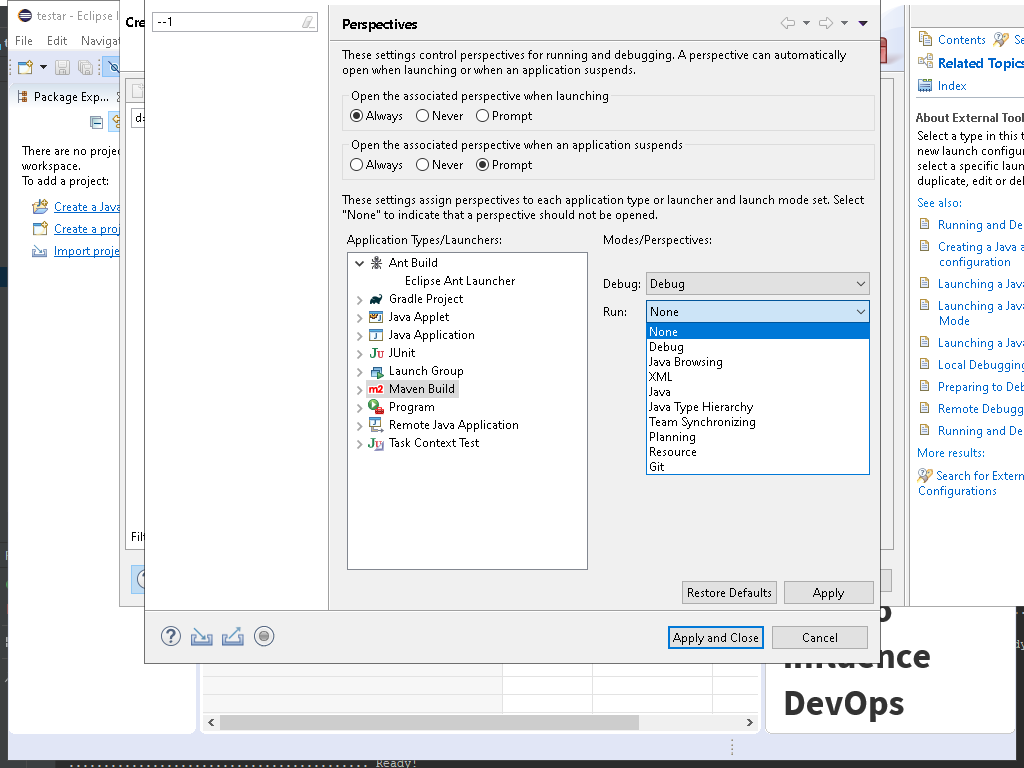 testar - Eclipse I
File Edit Naviga
Package Exp...
There are no proje
workspace.
To add a project:
Create a Java
Create a proj
Import proje
Cre
--1
Perspectives
These settings control perspectives for running and debugging. A perspective can automatically
open when launching or when an application suspends.
Open the associated perspective when launching
Always Never Prompt
Open the associated perspective when an application suspends
Always Never Prompt
These settings assign perspectives to each application type or launcher and launch mode set. Select
"None" to indicate that a perspective should not be opened.
Application Types/Launchers:
Modes/Perspectives:
Ant Build
Eclipse Ant Launcher
Gradle Project
Java Applet
Java Application
JUnit
Launch Group
Maven Build
Program
Remote Java Application
Task Context Test
Debug: Debug
Run: None
None
Debug
Java Browsing
XML
Java
Java Type Hierarchy
Team Synchronizing
Planning
Resource
Git
Restore Defaults
Apply
Apply and Close
Cancel
Contents Se
Related Topics
Index
About External Tool
Select a type in this t
new launch configur
select a specific laun
duplicate, edit or del
See also:
Running and De
Creating a Java a
configuration
Launching a Java
Launching a Java
Mode
Launching a Java
Local Debugging
Preparing to Deb
Remote Debugg
Running and De
More results:
Search for Extern
Configurations
Filt
Influence
DevOps
Ready!